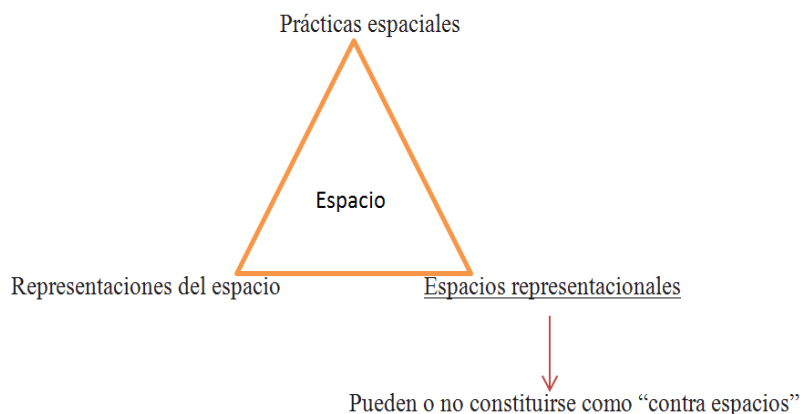 Prácticas espaciales
Espacio
Representaciones del espacio
Espacios representacionales
Pueden o no constituirse como “contra espacios”